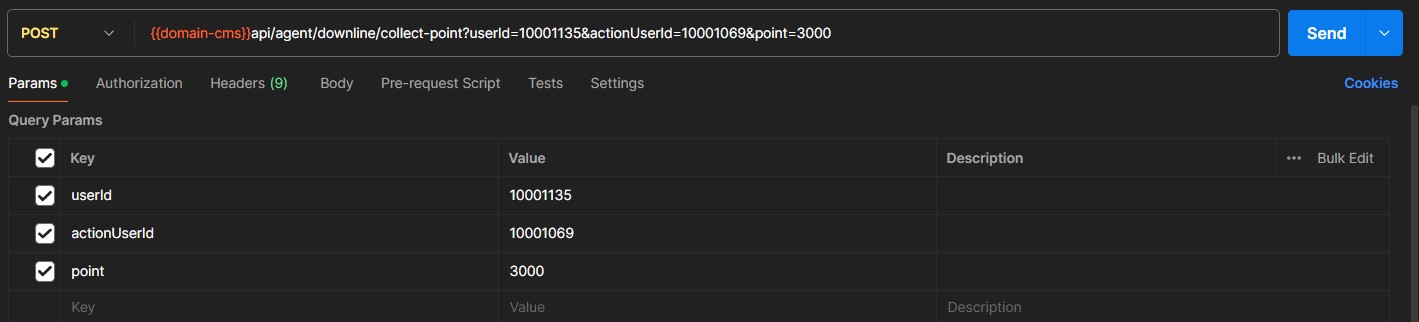 POST {{domain-cms}}api/agent/downline/collect-point?userId=10001135&actionUserId=10001069&point=3000 Send
Params Authorization Headers (9) Body Pre-request Script Tests Settings Cookies
Query Params
Key Value Description ••• Bulk Edit
userId 10001135
actionUserId 10001069
point 3000
Key Value Description